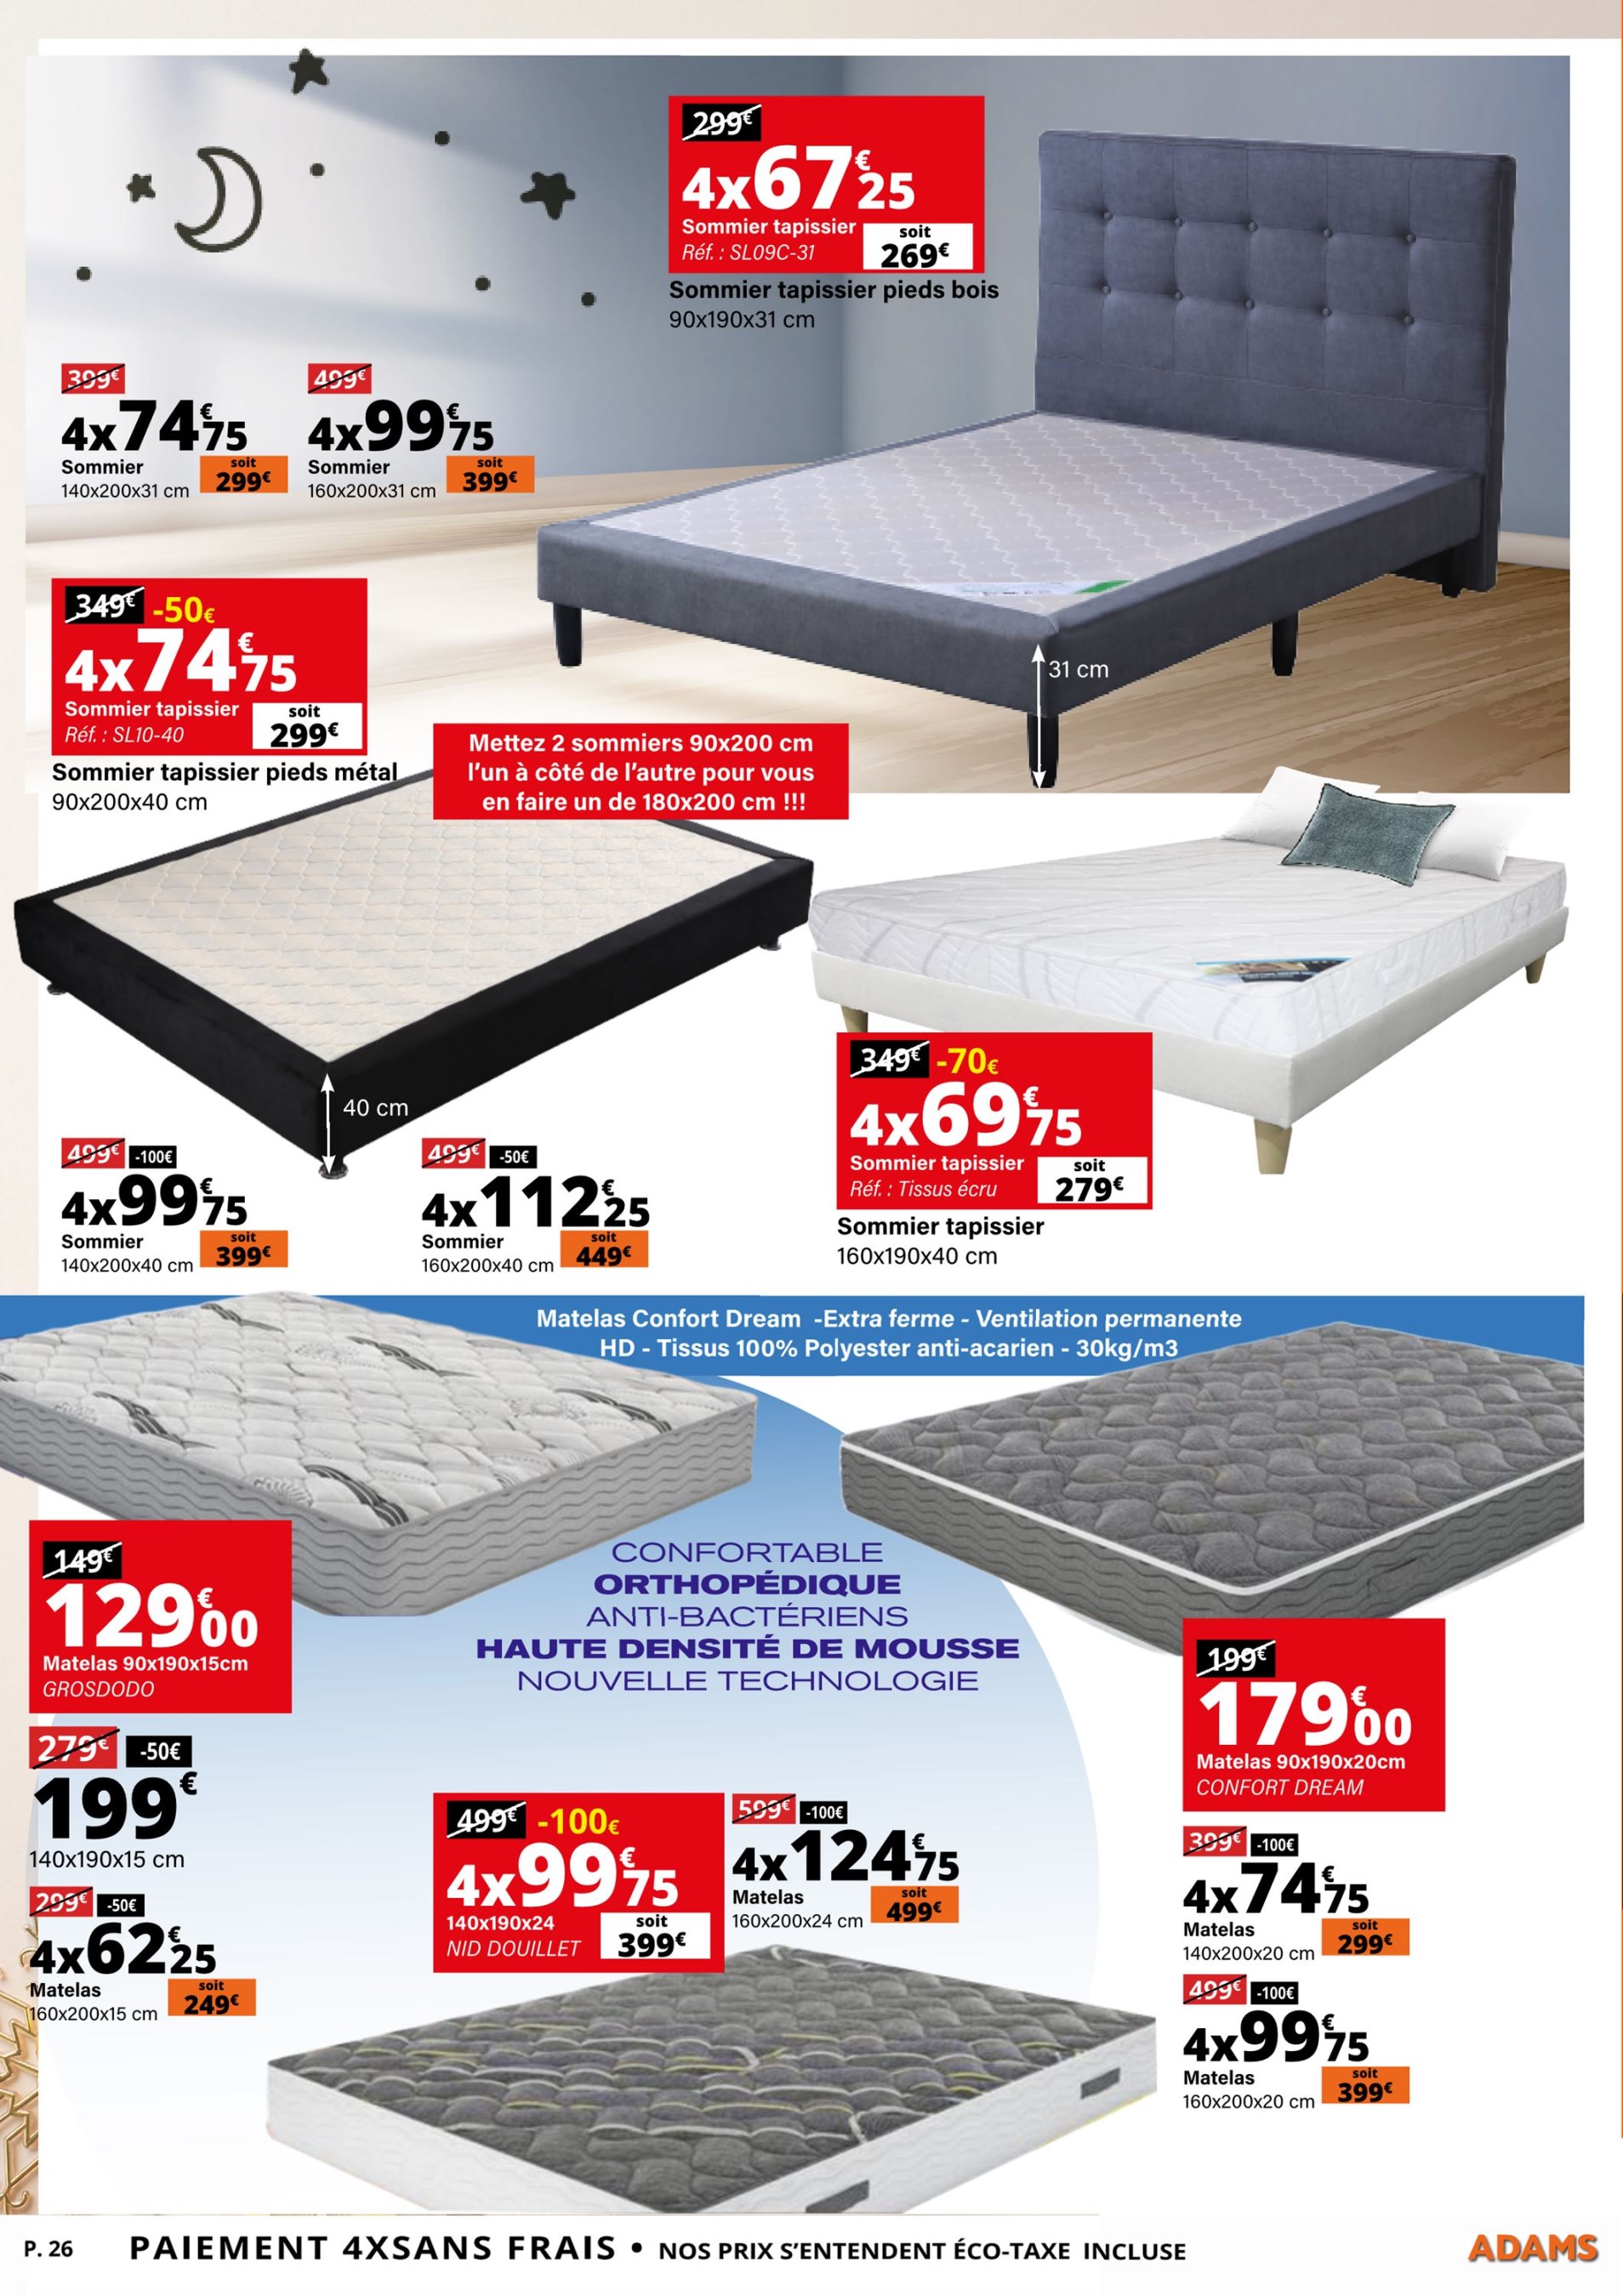 299€
4x67€25
Sommier tapissier
Réf. : SL09C-31
soit
269€
Sommier tapissier pieds bois
90x190x31 cm
399€
4x74€75
Sommier
140x200x31 cm
soit
299€
499€
4x99€75
Sommier
160x200x31 cm
soit
399€
31 cm
349€ -50€
4x74€75
Sommier tapissier
Réf. : SL10-40
soit
299€
Sommier tapissier pieds métal
90x200x40 cm
Mettez 2 sommiers 90x200 cm
l’un à côté de l’autre pour vous
en faire un de 180x200 cm !!!
40 cm
499€ -100€
4x99€75
Sommier
140x200x40 cm
soit
399€
499€ -50€
4x112€25
Sommier
160x200x40 cm
soit
449€
349€ -70€
4x69€75
Sommier tapissier
Réf. : Tissus écru
soit
279€
Sommier tapissier
160x190x40 cm
Matelas Confort Dream -Extra ferme - Ventilation permanente
HD - Tissus 100% Polyester anti-acarien - 30kg/m3
149€
129€00
Matelas 90x190x15cm
GROSDODO
279€ -50€
199€
140x190x15 cm
299€ -50€
4x62€25
Matelas
160x200x15 cm
soit
249€
CONFORTABLE
ORTHOPÉDIQUE
ANTI-BACTÉRIENS
HAUTE DENSITÉ DE MOUSSE
NOUVELLE TECHNOLOGIE
499€ -100€
4x99€75
140x190x24
NID DOUILLET
soit
399€
599€ -100€
4x124€75
Matelas
160x200x24 cm
soit
499€
199€
179€00
Matelas 90x190x20cm
CONFORT DREAM
399€ -100€
4x74€75
Matelas
140x200x20 cm
soit
299€
499€ -100€
4x99€75
Matelas
160x200x20 cm
soit
399€
P. 26 PAIEMENT 4XSANS FRAIS • NOS PRIX S’ENTENDENT ÉCO-TAXE INCLUSE
ADAMS